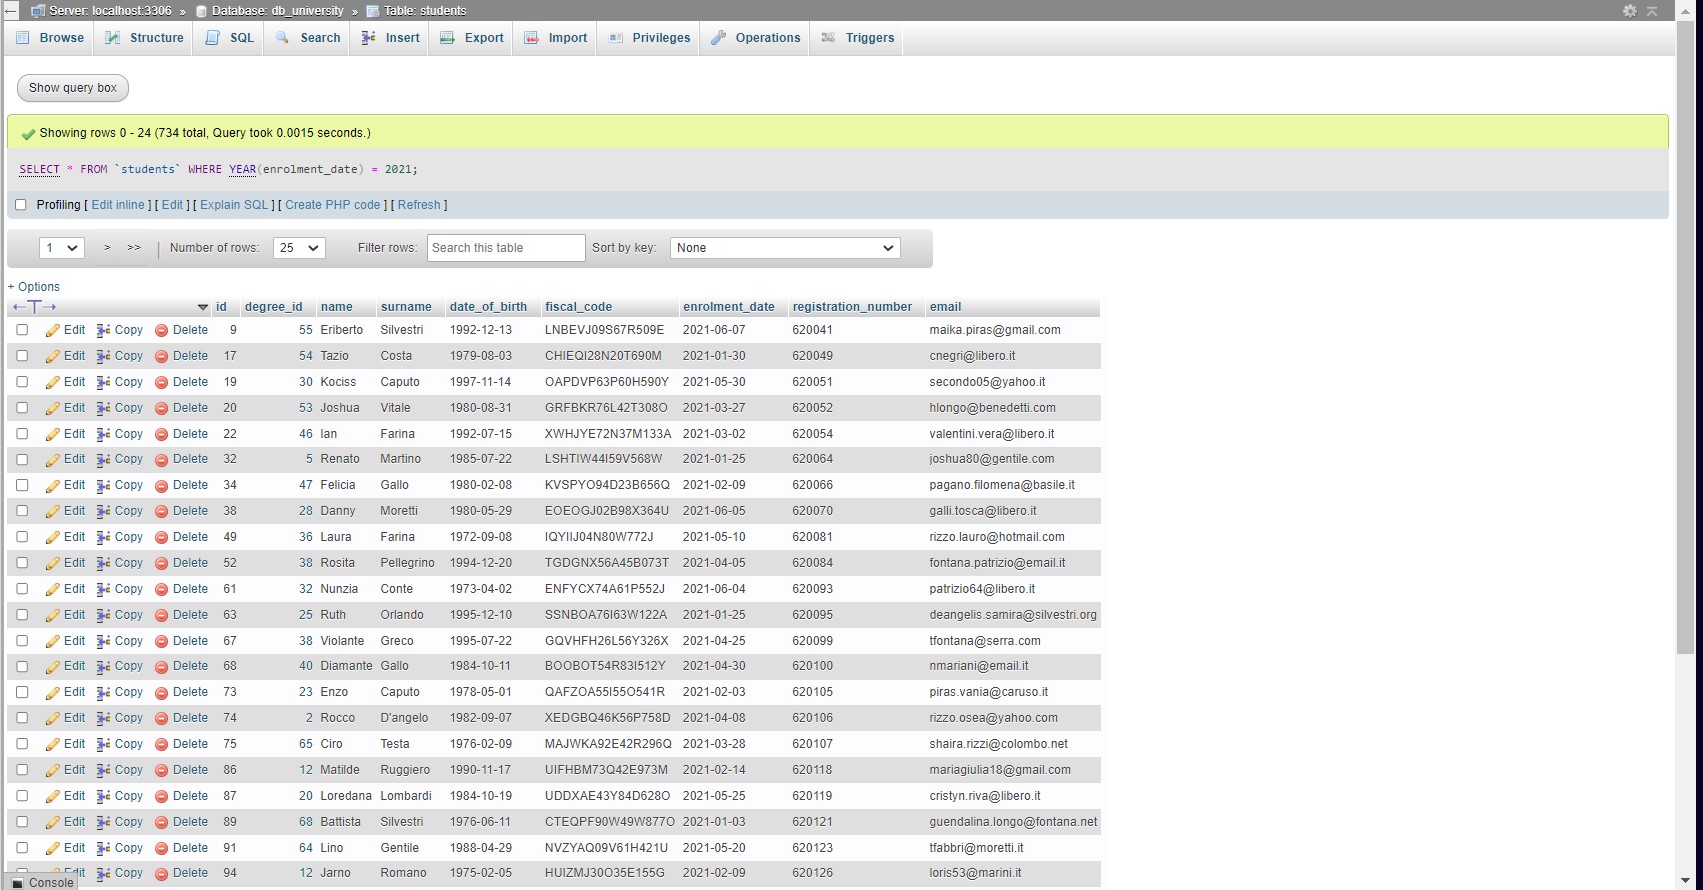 Server: localhost:3306 » Database: db_university » Table: students
Browse Structure SQL Search Insert Export Import Privileges Operations Triggers
Show query box
Showing rows 0 - 24 (734 total, Query took 0.0015 seconds.)
SELECT * FROM `students` WHERE YEAR(enrolment_date) = 2021;
Profiling [ Edit inline ] [ Edit ] [ Explain SQL ] [ Create PHP code ] [ Refresh ]
1 > >> | Number of rows: 25 Filter rows: Search this table Sort by key: None
+ Options
←T→ id degree_id name surname date_of_birth fiscal_code enrolment_date registration_number email
Edit Copy Delete 9 55 Eriberto Silvestri 1992-12-13 LNBEVJ09S67R509E 2021-06-07 620041 maika.piras@gmail.com
Edit Copy Delete 17 54 Tazio Costa 1979-08-03 CHIEQI28N20T690M 2021-01-30 620049 cnegri@libero.it
Edit Copy Delete 19 30 Kociss Caputo 1997-11-14 OAPDVP63P60H590Y 2021-05-30 620051 secondo05@yahoo.it
Edit Copy Delete 20 53 Joshua Vitale 1980-08-31 GRFBKR76L42T308O 2021-03-27 620052 hlongo@benedetti.com
Edit Copy Delete 22 46 Ian Farina 1992-07-15 XWHJYE72N37M133A 2021-03-02 620054 valentini.vera@libero.it
Edit Copy Delete 32 5 Renato Martino 1985-07-22 LSHTIW44I59V568W 2021-01-25 620064 joshua80@gentile.com
Edit Copy Delete 34 47 Felicia Gallo 1980-02-08 KVSPYO94D23B656Q 2021-02-09 620066 pagano.filomena@basile.it
Edit Copy Delete 38 28 Danny Moretti 1980-05-29 EOEOGJ02B98X364U 2021-06-05 620070 galli.tosca@libero.it
Edit Copy Delete 49 36 Laura Farina 1972-09-08 IQYIIJ04N80W772J 2021-05-10 620081 rizzo.lauro@hotmail.com
Edit Copy Delete 52 38 Rosita Pellegrino 1994-12-20 TGDGNX56A45B073T 2021-04-05 620084 fontana.patrizio@email.it
Edit Copy Delete 61 32 Nunzia Conte 1973-04-02 ENFYCX74A61P552J 2021-06-04 620093 patrizio64@libero.it
Edit Copy Delete 63 25 Ruth Orlando 1995-12-10 SSNBOA76I63W122A 2021-01-25 620095 deangelis.samira@silvestri.org
Edit Copy Delete 67 38 Violante Greco 1995-07-22 GQVHFH26L56Y326X 2021-04-25 620099 tfontana@serra.com
Edit Copy Delete 68 40 Diamante Gallo 1984-10-11 BOOBOT54R83I512Y 2021-04-30 620100 nmariani@email.it
Edit Copy Delete 73 23 Enzo Caputo 1978-05-01 QAFZOA55I55O541R 2021-02-03 620105 piras.vania@caruso.it
Edit Copy Delete 74 2 Rocco D'angelo 1982-09-07 XEDGBQ46K56P758D 2021-04-08 620106 rizzo.osea@yahoo.com
Edit Copy Delete 75 65 Ciro Testa 1976-02-09 MAJWKA92E42R296Q 2021-03-28 620107 shaira.rizzi@colombo.net
Edit Copy Delete 86 12 Matilde Ruggiero 1990-11-17 UIFHBM73Q42E973M 2021-02-14 620118 mariagiulia18@gmail.com
Edit Copy Delete 87 20 Loredana Lombardi 1984-10-19 UDDXAE43Y84D628O 2021-05-25 620119 cristyn.riva@libero.it
Edit Copy Delete 89 68 Battista Silvestri 1976-06-11 CTEQPF90W49W877O 2021-01-03 620121 guendalina.longo@fontana.net
Edit Copy Delete 91 64 Lino Gentile 1988-04-29 NVZYAQ09V61H421U 2021-05-20 620123 tfabbri@moretti.it
Edit Copy Delete 94 12 Jarno Romano 1975-02-05 HUIZMJ30O35E155G 2021-02-09 620126 loris53@marini.it
Console